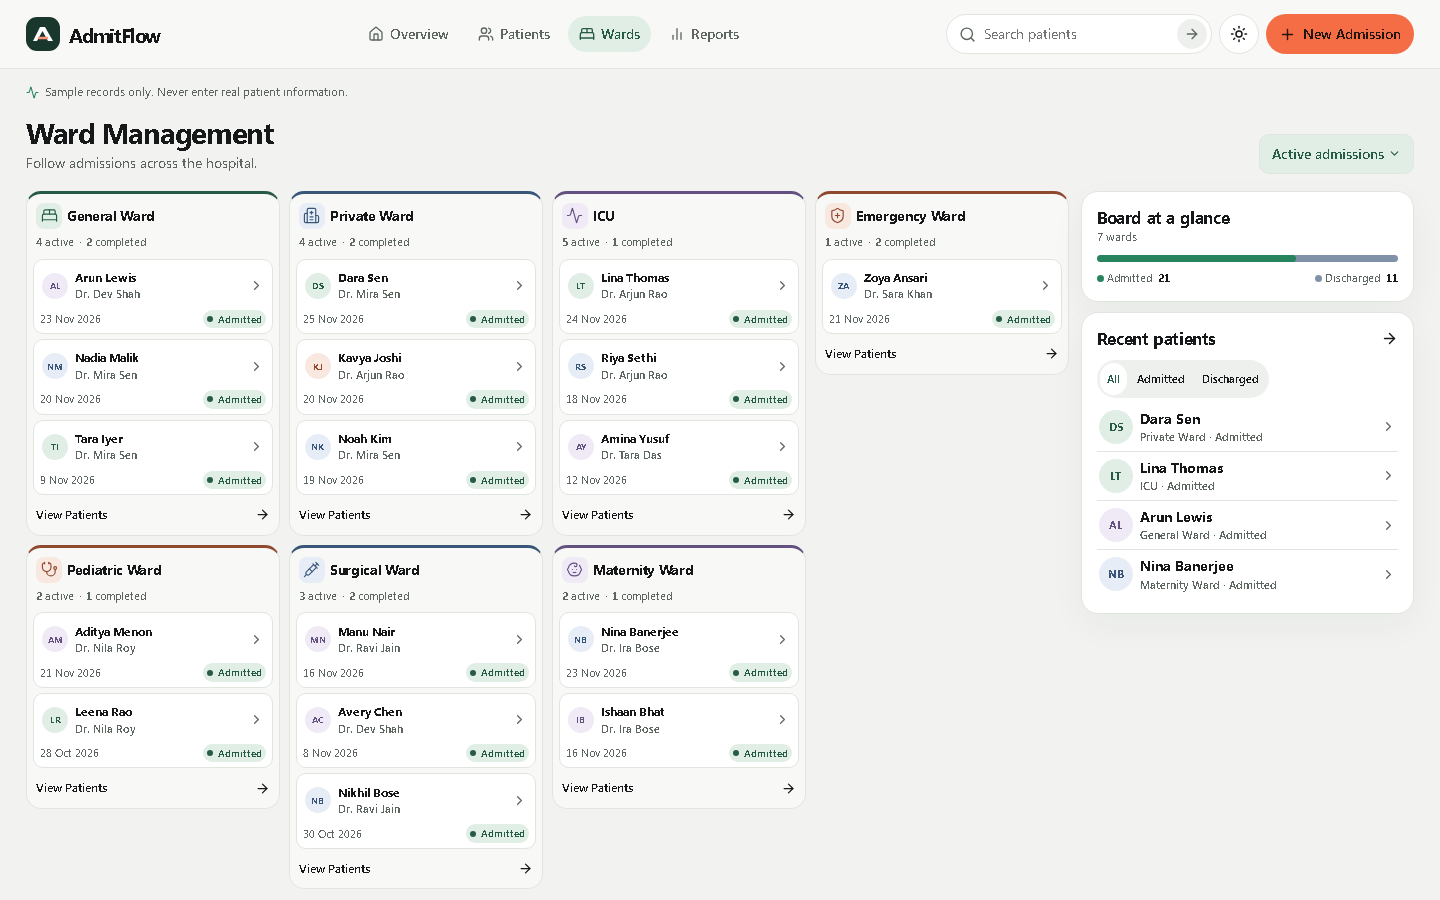 AdmitFlow
Overview
Patients
Wards
Reports
Search patients
New Admission
Sample records only. Never enter real patient information.
Ward Management
Follow admissions across the hospital.
Active admissions
General Ward
4 active · 2 completed
AL
Arun Lewis
Dr. Dev Shah
23 Nov 2026
Admitted
NM
Nadia Malik
Dr. Mira Sen
20 Nov 2026
Admitted
TI
Tara Iyer
Dr. Mira Sen
9 Nov 2026
Admitted
View Patients
Private Ward
4 active · 2 completed
DS
Dara Sen
Dr. Mira Sen
25 Nov 2026
Admitted
KJ
Kavya Joshi
Dr. Arjun Rao
20 Nov 2026
Admitted
NK
Noah Kim
Dr. Mira Sen
19 Nov 2026
Admitted
View Patients
ICU
5 active · 1 completed
LT
Lina Thomas
Dr. Arjun Rao
24 Nov 2026
Admitted
RS
Riya Sethi
Dr. Arjun Rao
18 Nov 2026
Admitted
AY
Amina Yusuf
Dr. Tara Das
12 Nov 2026
Admitted
View Patients
Emergency Ward
1 active · 2 completed
ZA
Zoya Ansari
Dr. Sara Khan
21 Nov 2026
Admitted
View Patients
Board at a glance
7 wards
Admitted 21
Discharged 11
Recent patients
All
Admitted
Discharged
DS
Dara Sen
Private Ward · Admitted
LT
Lina Thomas
ICU · Admitted
AL
Arun Lewis
General Ward · Admitted
NB
Nina Banerjee
Maternity Ward · Admitted
Pediatric Ward
2 active · 1 completed
AM
Aditya Menon
Dr. Nila Roy
21 Nov 2026
Admitted
LR
Leena Rao
Dr. Nila Roy
28 Oct 2026
Admitted
View Patients
Surgical Ward
3 active · 2 completed
MN
Manu Nair
Dr. Ravi Jain
16 Nov 2026
Admitted
AC
Avery Chen
Dr. Dev Shah
8 Nov 2026
Admitted
NB
Nikhil Bose
Dr. Ravi Jain
30 Oct 2026
Admitted
View Patients
Maternity Ward
2 active · 1 completed
NB
Nina Banerjee
Dr. Ira Bose
23 Nov 2026
Admitted
IB
Ishaan Bhat
Dr. Ira Bose
16 Nov 2026
Admitted
View Patients